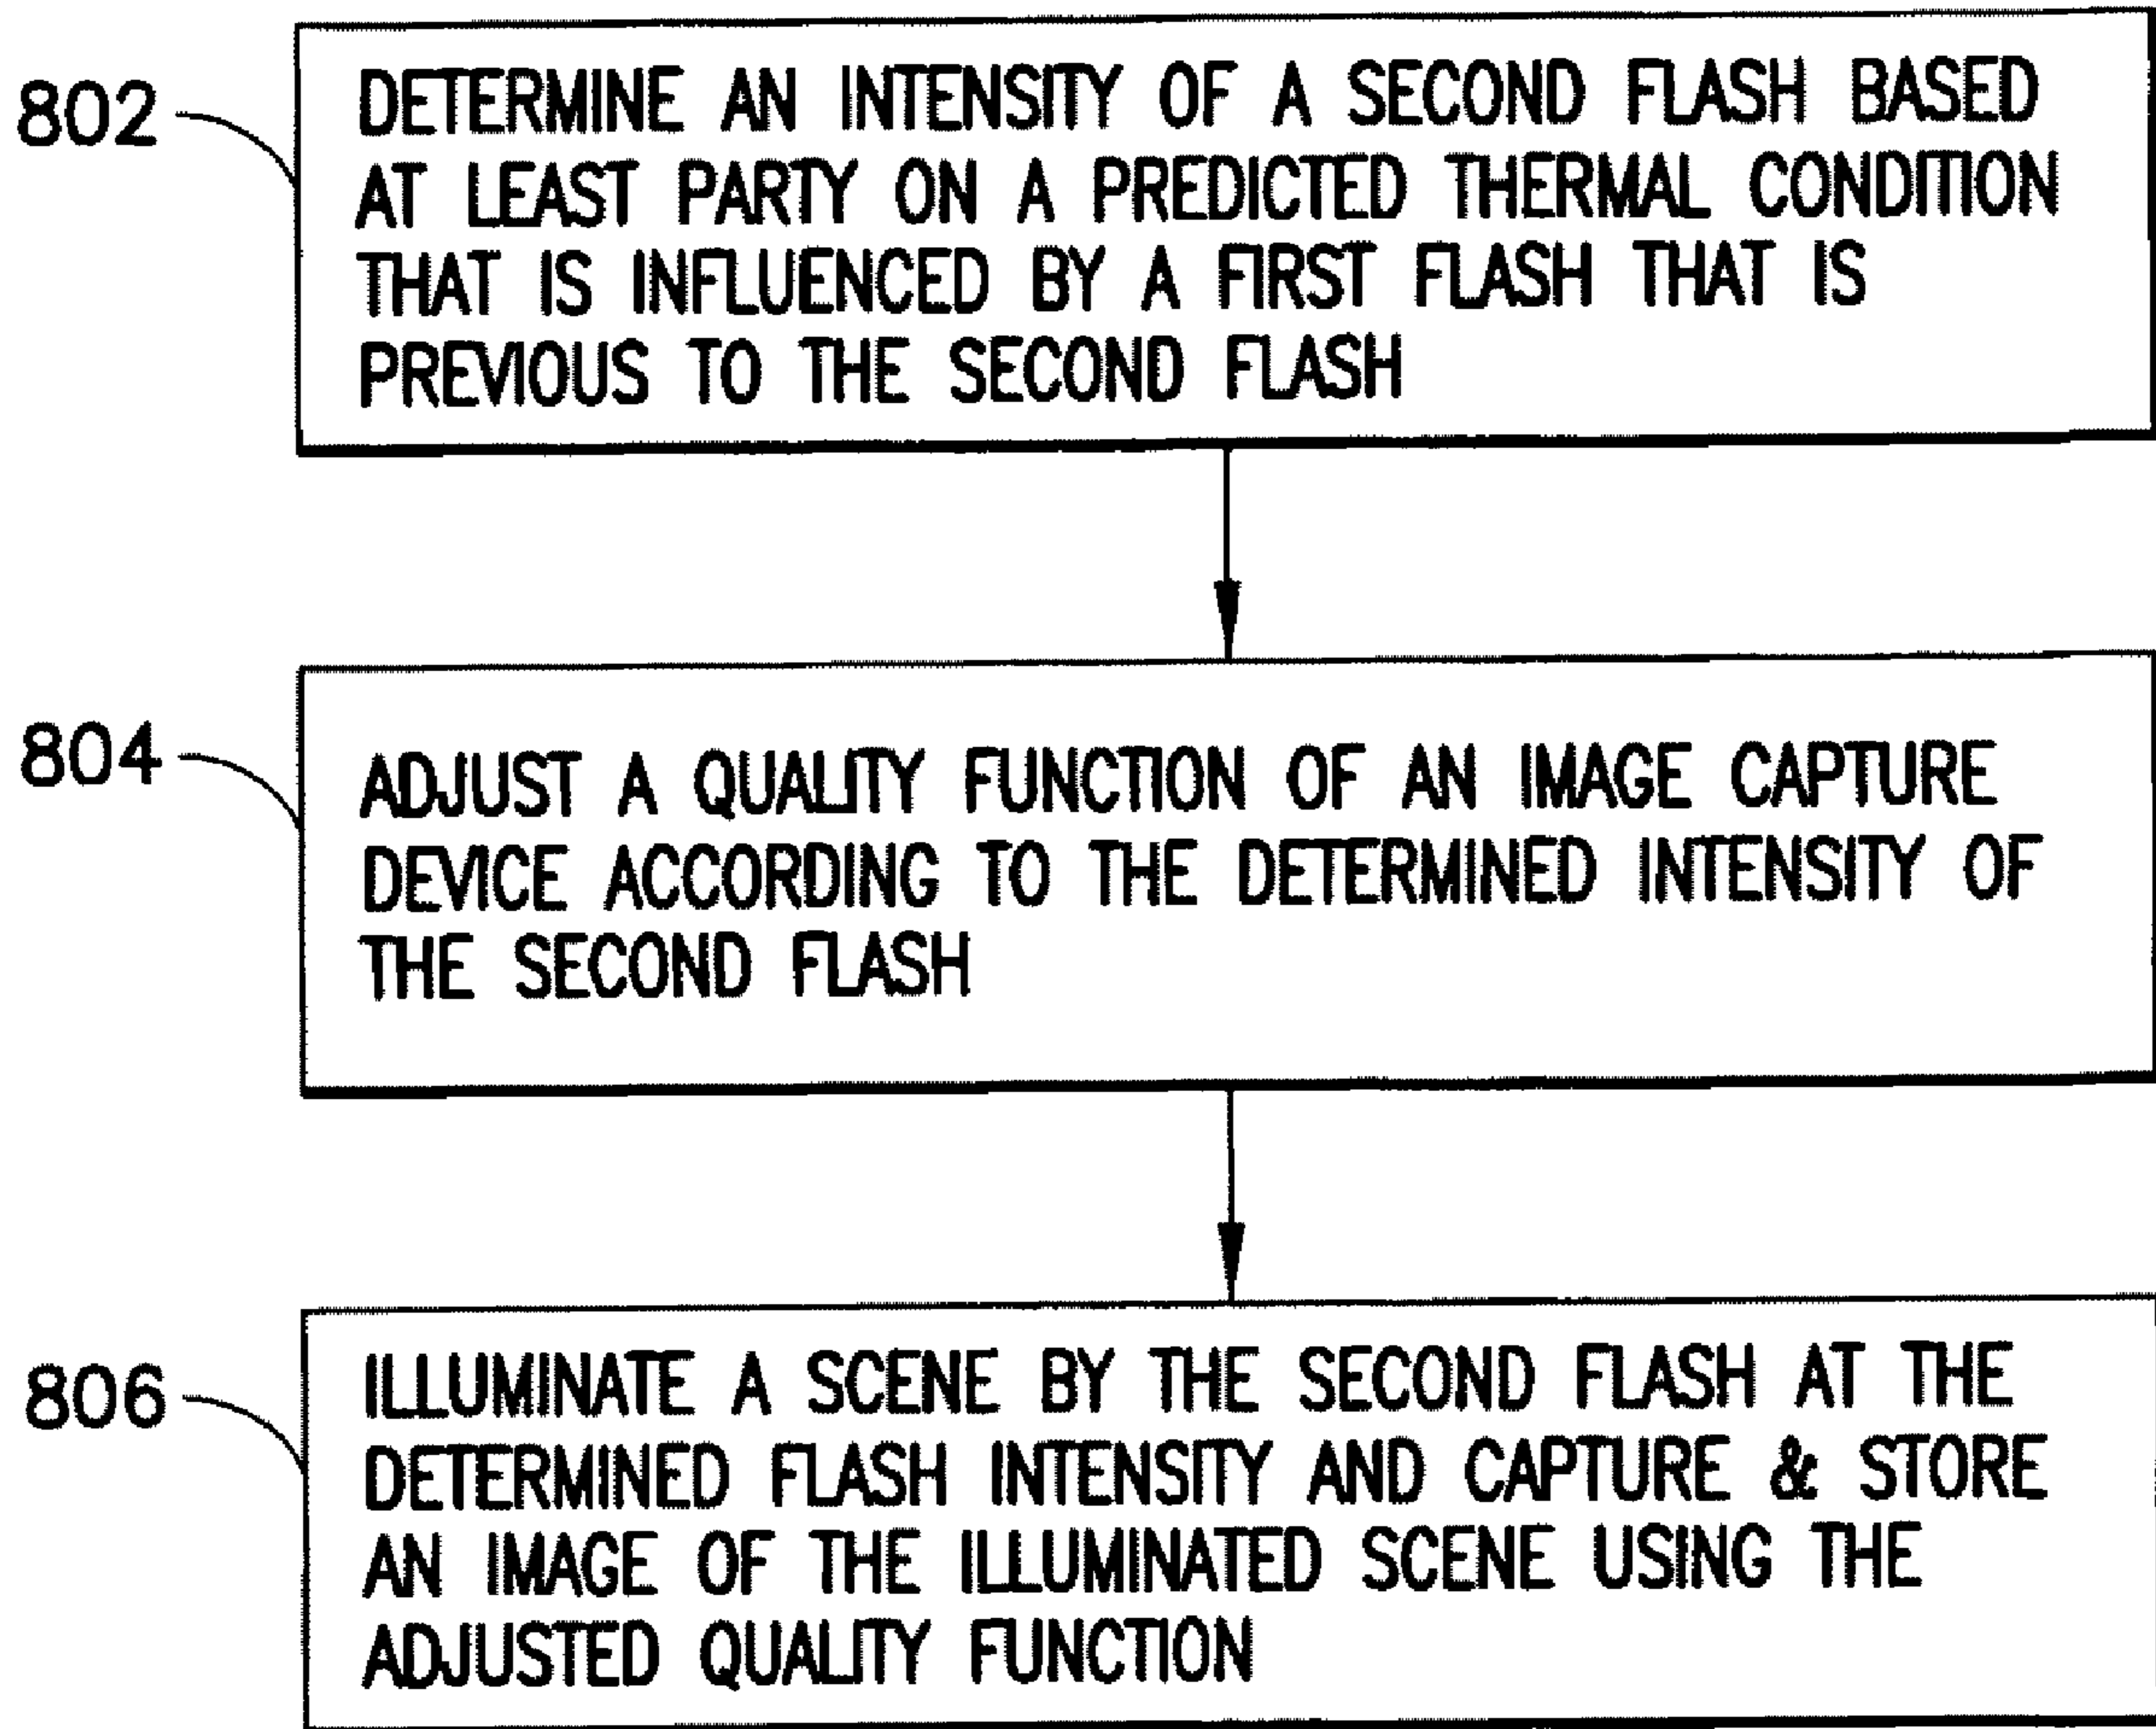 802
DETERMINE AN INTENSITY OF A SECOND FLASH BASED
AT LEAST PARTY ON A PREDICTED THERMAL CONDITION
THAT IS INFLUENCED BY A FIRST FLASH THAT IS
PREVIOUS TO THE SECOND FLASH
804
ADJUST A QUALITY FUNCTION OF AN IMAGE CAPTURE
DEVICE ACCORDING TO THE DETERMINED INTENSITY OF
THE SECOND FLASH
806
ILLUMINATE A SCENE BY THE SECOND FLASH AT THE
DETERMINED FLASH INTENSITY AND CAPTURE & STORE
AN IMAGE OF THE ILLUMINATED SCENE USING THE
ADJUSTED QUALITY FUNCTION